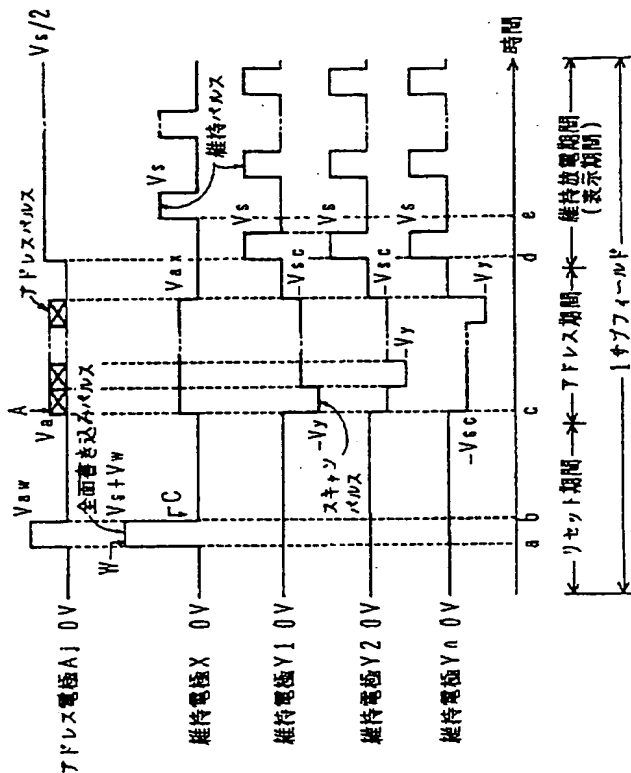 アドレス電極Aj 0V
Vaw
Va
A
アドレスパルス
Vs/2
全面書き込みパルス
W
Vs+Vw
C
維持電極X 0V
Vax
Vs
維持パルス
維持電極Y1 0V
-Vy
スキャン
パルス
-Vsc
Vs
維持電極Y2 0V
-Vy
-Vsc
Vs
維持電極Yn 0V
-Vsc
-Vy
Vs
a
b
c
d
e
時間
リセット期間
アドレス期間
維持放電期間
(表示期間)
1サブフィールド